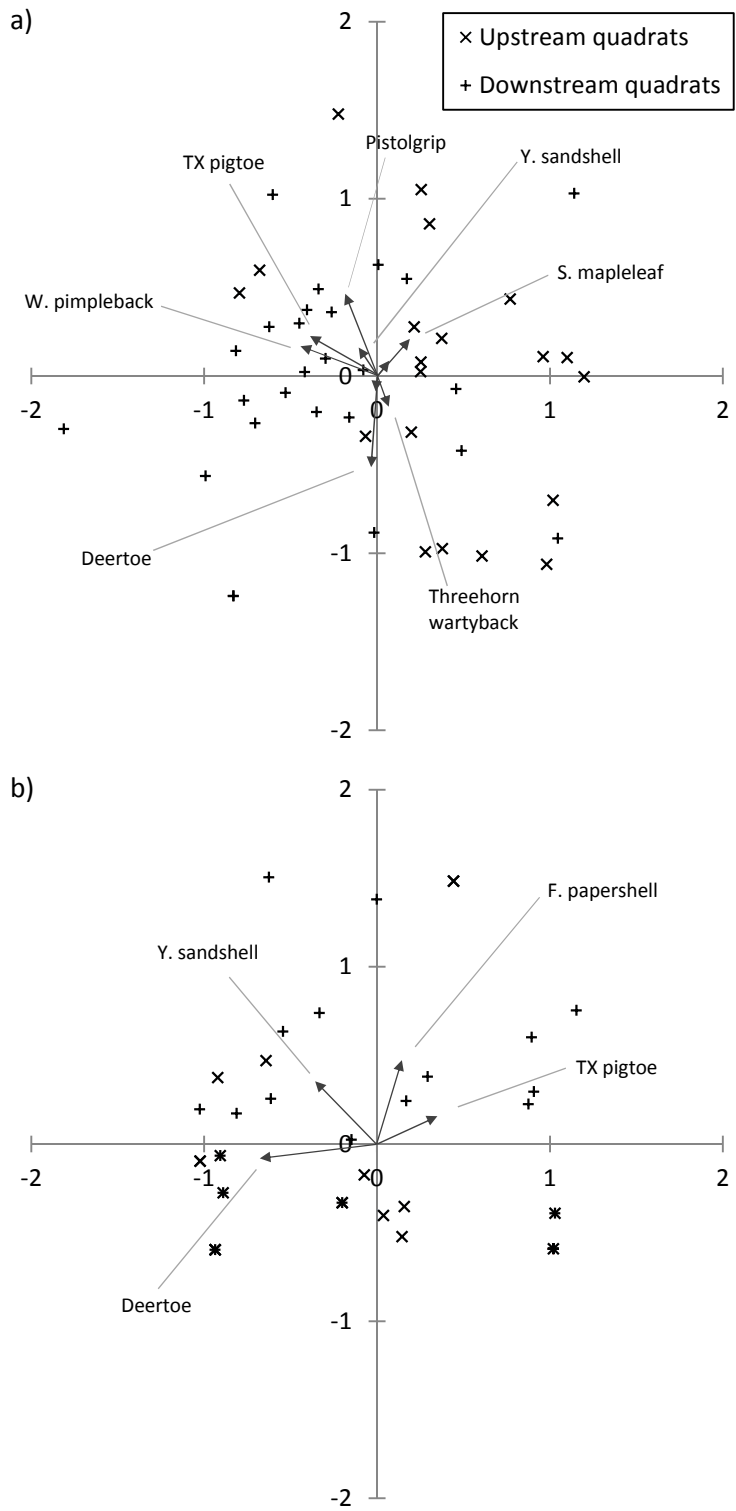 a)
2
× Upstream quadrats
+ Downstream quadrats
Pistolgrip
TX pigtoe
Y. sandshell
1
S. mapleleaf
W. pimpleback
0
-2
-1
0
1
2
Deertoe
-1
Threehorn
wartyback
-2
b)
2
F. papershell
Y. sandshell
1
TX pigtoe
0
-2
-1
0
1
2
Deertoe
-1
-2